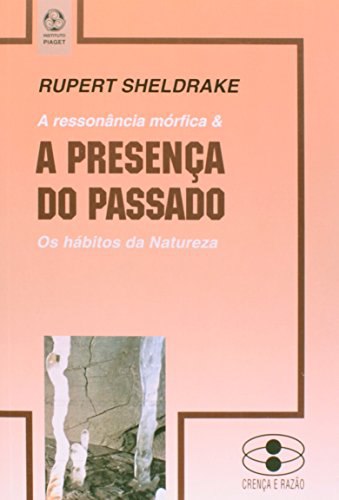 INSTITUTO
PIAGET
RUPERT SHELDRAKE
A ressonância mórfica &
A PRESENÇA
DO PASSADO
Os hábitos da Natureza
CRENÇA E RAZÃO